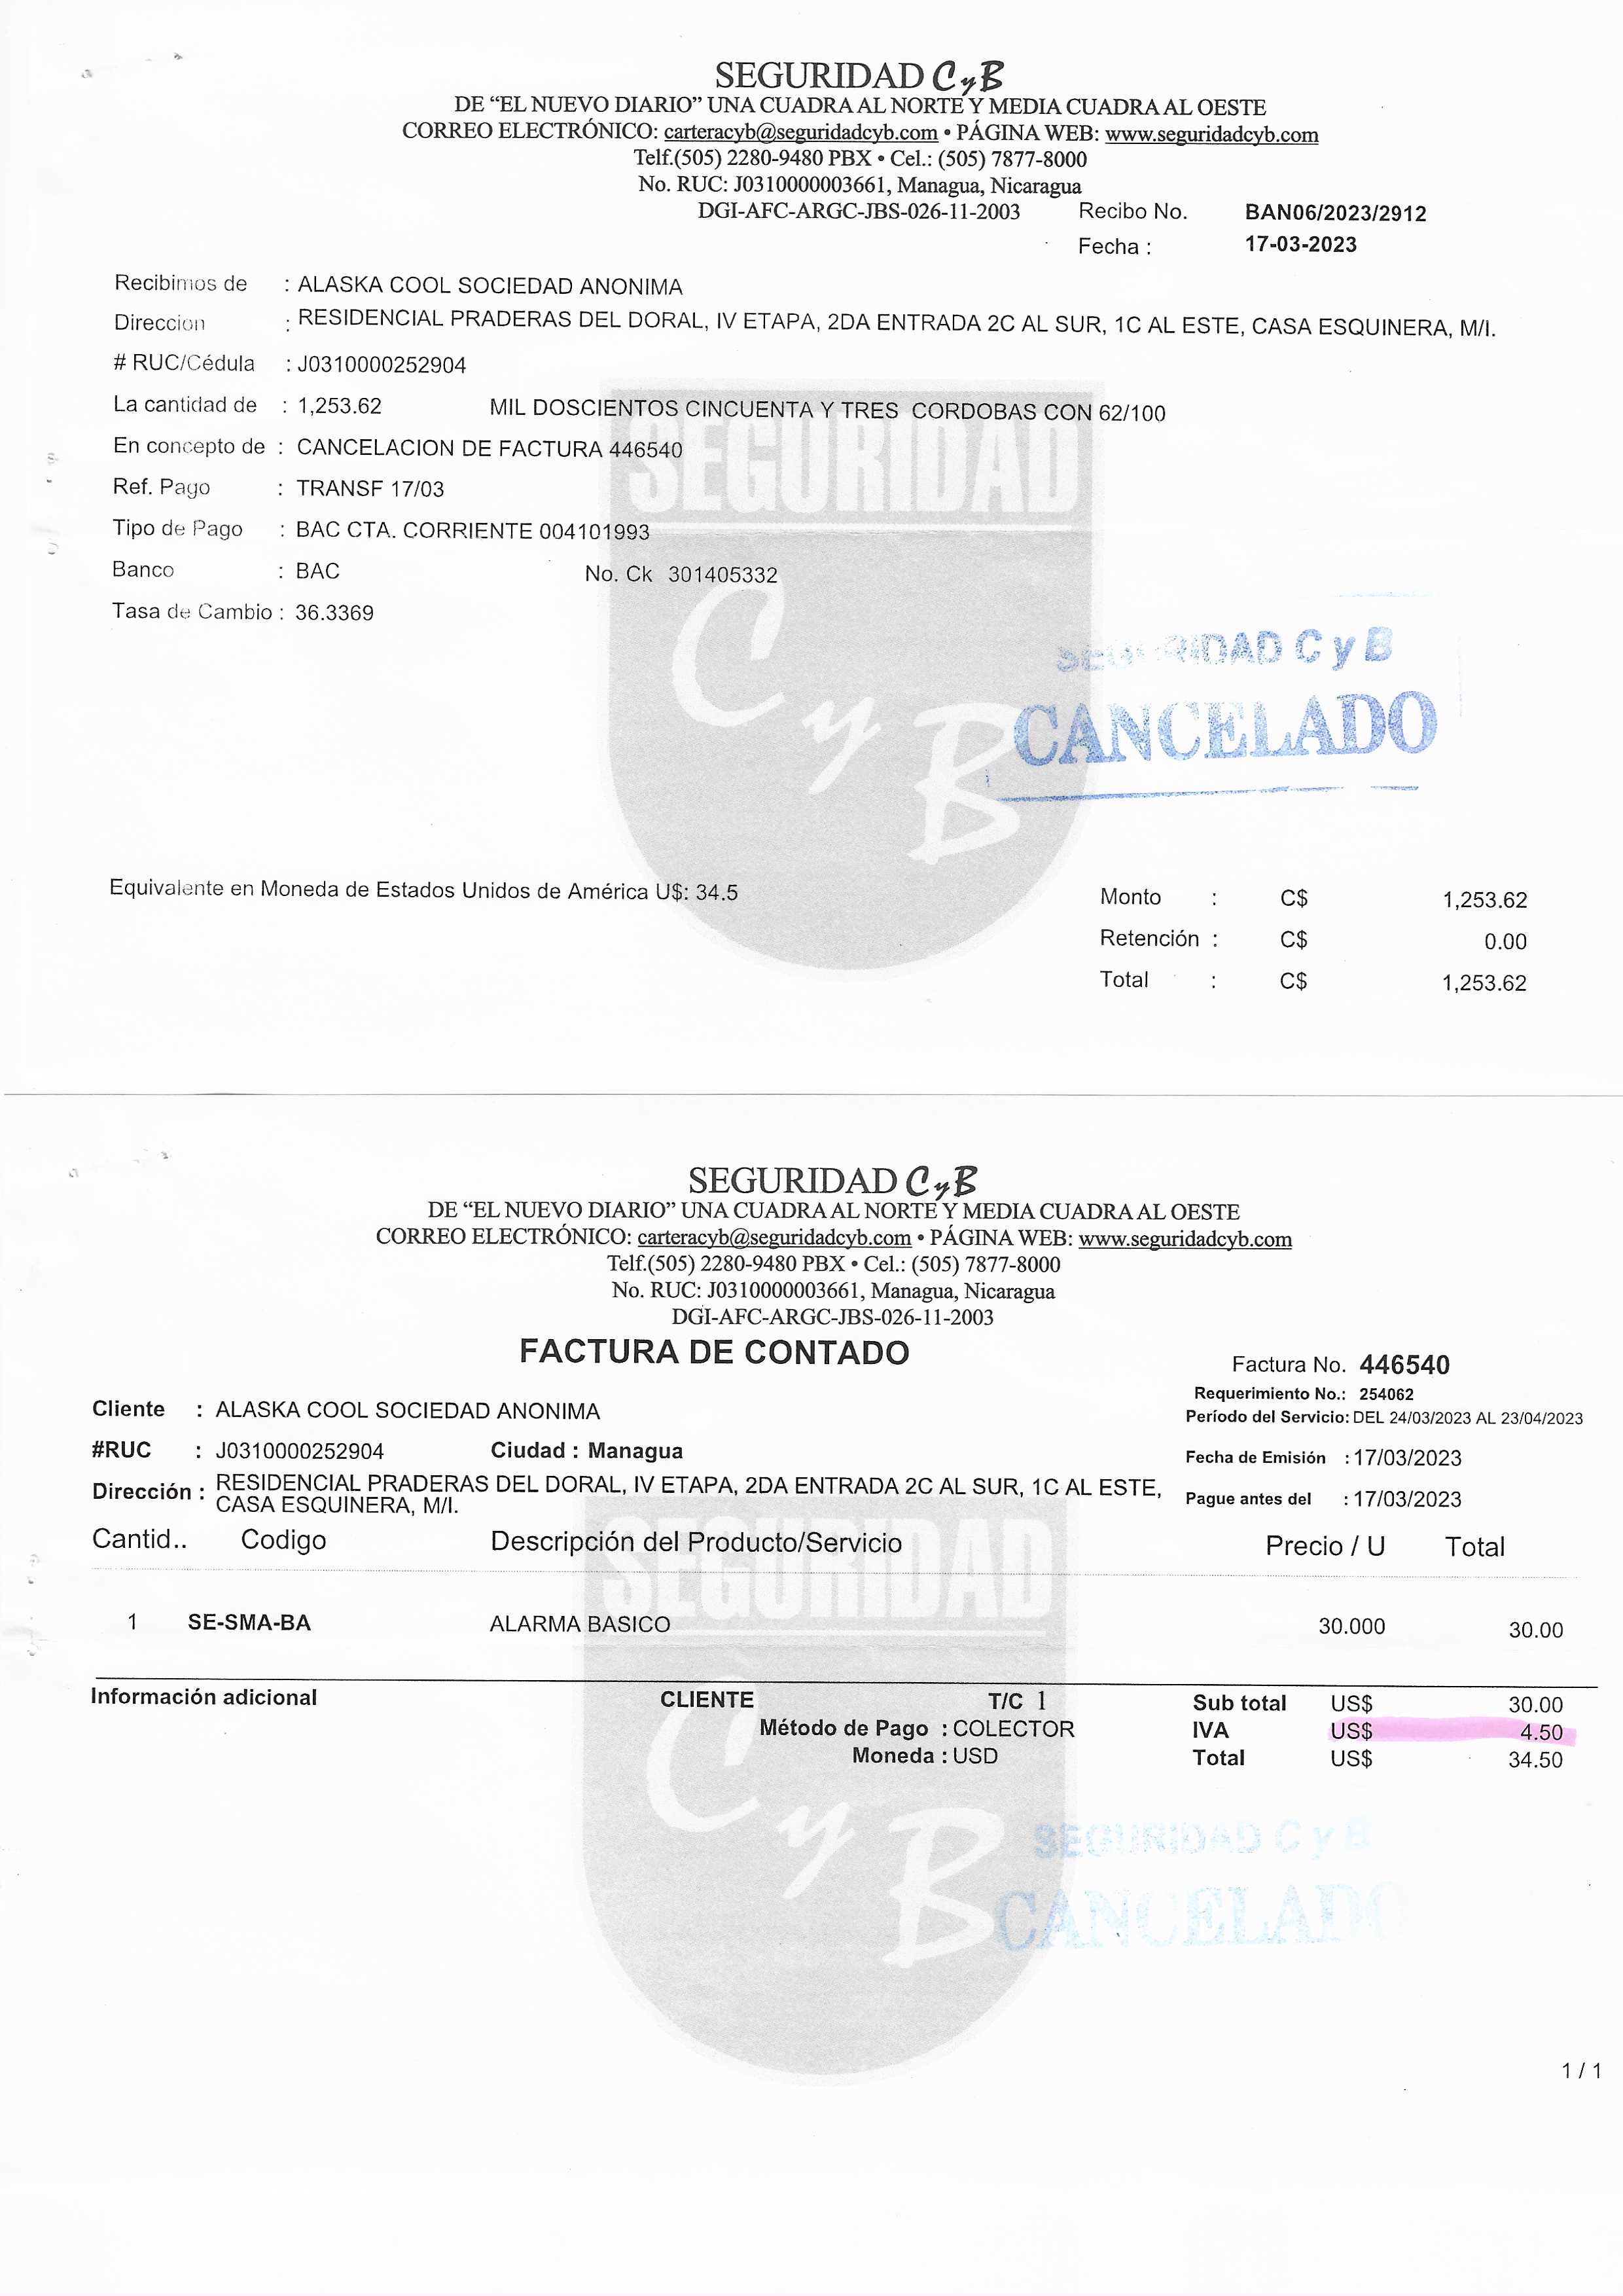 SEGURIDAD CyB
DE “EL NUEVO DIARIO” UNA CUADRA AL NORTE Y MEDIA CUADRA AL OESTE
CORREO ELECTRÓNICO: carteracyb@seguridadcyb.com • PÁGINA WEB: www.seguridadcyb.com
Telf.(505) 2280-9480 PBX • Cel.: (505) 7877-8000
No. RUC: J0310000003661, Managua, Nicaragua
DGI-AFC-ARGC-JBS-026-11-2003 Recibo No. BAN06/2023/2912
Fecha : 17-03-2023
Recibimos de : ALASKA COOL SOCIEDAD ANONIMA
Direccion : RESIDENCIAL PRADERAS DEL DORAL, IV ETAPA, 2DA ENTRADA 2C AL SUR, 1C AL ESTE, CASA ESQUINERA, M/I.
# RUC/Cédula : J0310000252904
La cantidad de : 1,253.62 MIL DOSCIENTOS CINCUENTA Y TRES CORDOBAS CON 62/100
En concepto de : CANCELACION DE FACTURA 446540
Ref. Pago : TRANSF 17/03
Tipo de Pago : BAC CTA. CORRIENTE 004101993
Banco : BAC No. Ck 301405332
Tasa de Cambio : 36.3369
SEGURIDAD
CyB
SEGURIDAD C y B
CANCELADO
Equivalente en Moneda de Estados Unidos de América U$: 34.5
Monto : C$ 1,253.62
Retención : C$ 0.00
Total : C$ 1,253.62
SEGURIDAD CyB
DE “EL NUEVO DIARIO” UNA CUADRA AL NORTE Y MEDIA CUADRA AL OESTE
CORREO ELECTRÓNICO: carteracyb@seguridadcyb.com • PÁGINA WEB: www.seguridadcyb.com
Telf.(505) 2280-9480 PBX • Cel.: (505) 7877-8000
No. RUC: J0310000003661, Managua, Nicaragua
DGI-AFC-ARGC-JBS-026-11-2003
FACTURA DE CONTADO
Factura No. 446540
Requerimiento No.: 254062
Período del Servicio: DEL 24/03/2023 AL 23/04/2023
Cliente : ALASKA COOL SOCIEDAD ANONIMA
#RUC : J0310000252904 Ciudad : Managua
Fecha de Emisión : 17/03/2023
Dirección : RESIDENCIAL PRADERAS DEL DORAL, IV ETAPA, 2DA ENTRADA 2C AL SUR, 1C AL ESTE,
CASA ESQUINERA, M/I.
Pague antes del : 17/03/2023
Cantid.. Codigo Descripción del Producto/Servicio Precio / U Total
1 SE-SMA-BA ALARMA BASICO 30.000 30.00
Información adicional CLIENTE T/C 1 Sub total US$ 30.00
Método de Pago : COLECTOR IVA US$ 4.50
Moneda : USD Total US$ 34.50
SEGURIDAD
CyB
SEGURIDAD C y B
CANCELADO
1 / 1